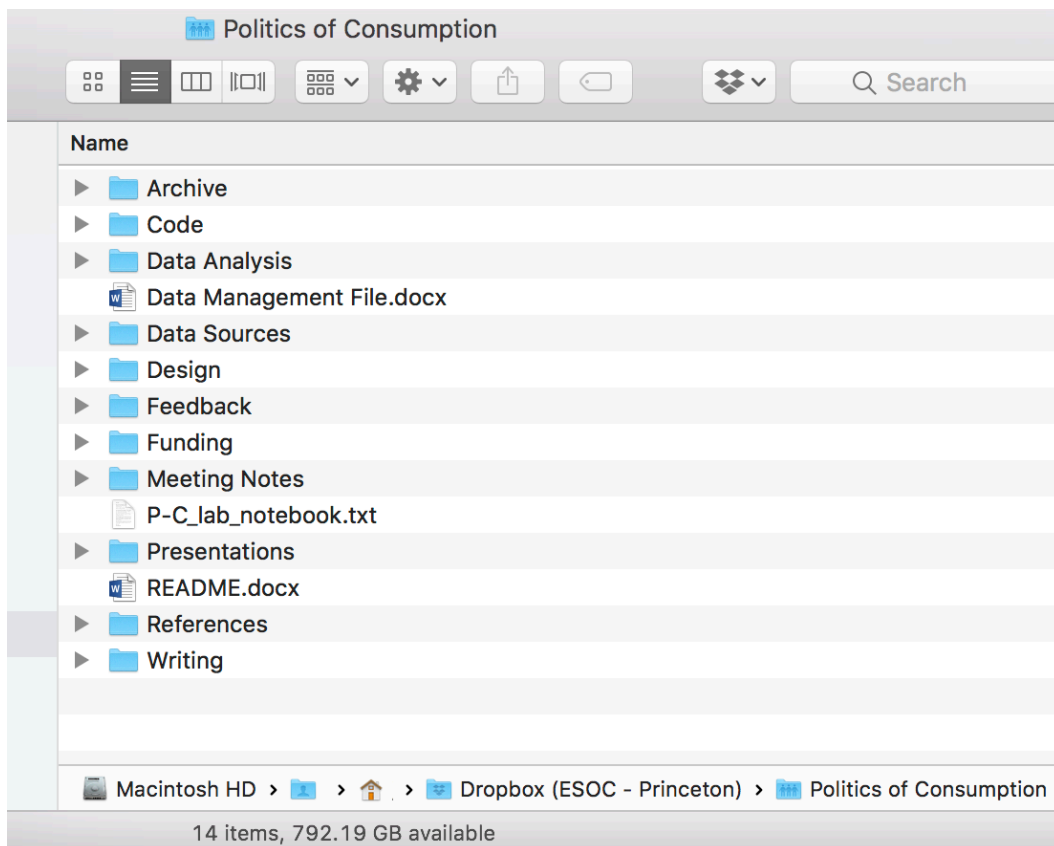 Politics of Consumption
Search
Name
Archive
Code
Data Analysis
Data Management File.docx
Data Sources
Design
Feedback
Funding
Meeting Notes
P-C_lab_notebook.txt
Presentations
README.docx
References
Writing
Macintosh HD › › › Dropbox (ESOC - Princeton) › Politics of Consumption
14 items, 792.19 GB available